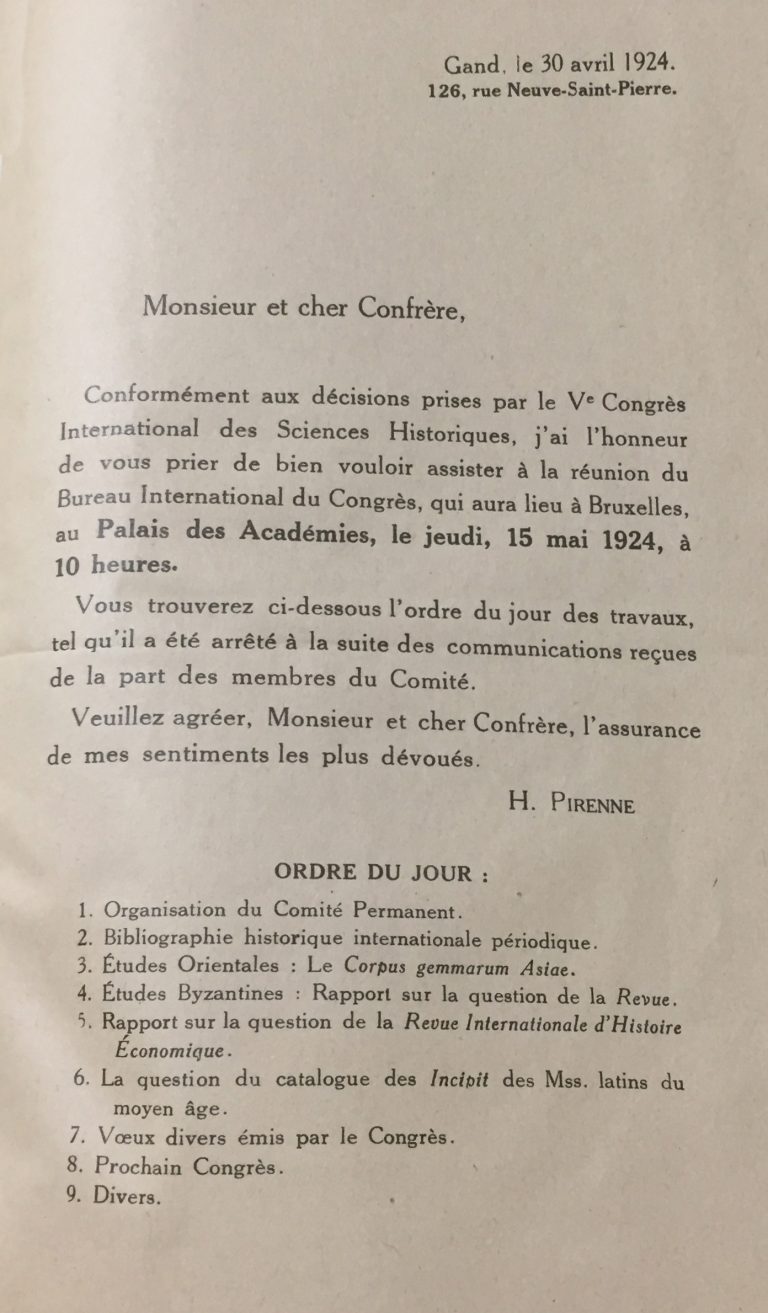 Gand, le 30 avril 1924.
126, rue Neuve-Saint-Pierre.
Monsieur et cher Confrère,
Conformément aux décisions prises par le Vᵉ Congrès
International des Sciences Historiques, j'ai l'honneur
de vous prier de bien vouloir assister à la réunion du
Bureau International du Congrès, qui aura lieu à Bruxelles,
au Palais des Académies, le jeudi, 15 mai 1924, à
10 heures.
Vous trouverez ci-dessous l'ordre du jour des travaux,
tel qu'il a été arrêté à la suite des communications reçues
de la part des membres du Comité.
Veuillez agréer, Monsieur et cher Confrère, l'assurance
de mes sentiments les plus dévoués.
H. PIRENNE
ORDRE DU JOUR :
1. Organisation du Comité Permanent.
2. Bibliographie historique internationale périodique.
3. Études Orientales : Le Corpus gemmarum Asiae.
4. Études Byzantines : Rapport sur la question de la Revue.
5. Rapport sur la question de la Revue Internationale d'Histoire
Économique.
6. La question du catalogue des Incipit des Mss. latins du
moyen âge.
7. Vœux divers émis par le Congrès.
8. Prochain Congrès.
9. Divers.